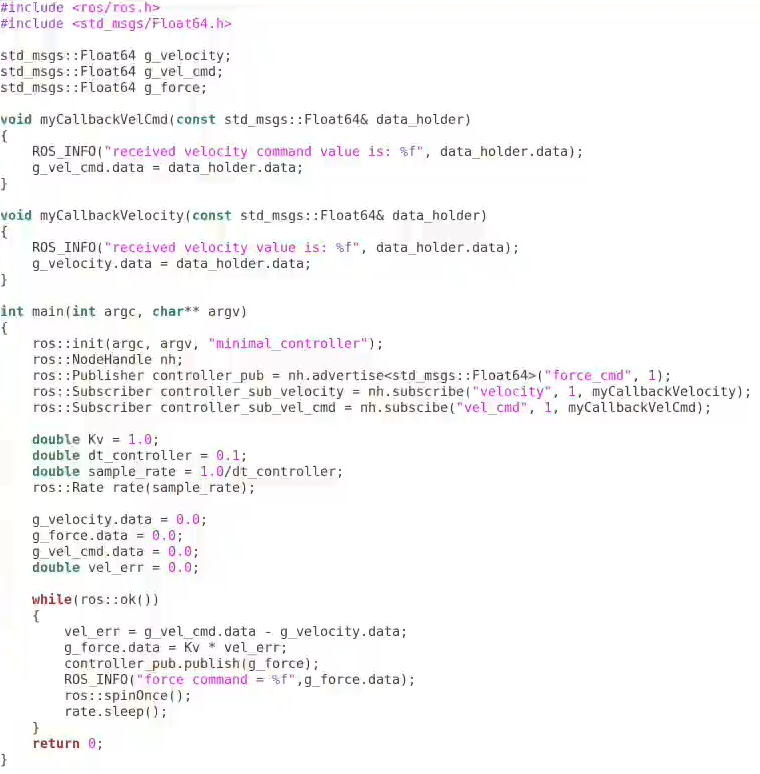 #include <ros/ros.h>
#include <std_msgs/Float64.h>

std_msgs::Float64 g_velocity;
std_msgs::Float64 g_vel_cmd;
std_msgs::Float64 g_force;

void myCallbackVelCmd(const std_msgs::Float64& data_holder)
{
    ROS_INFO("received velocity command value is: %f", data_holder.data);
    g_vel_cmd.data = data_holder.data;
}

void myCallbackVelocity(const std_msgs::Float64& data_holder)
{
    ROS_INFO("received velocity value is: %f", data_holder.data);
    g_velocity.data = data_holder.data;
}

int main(int argc, char** argv)
{
    ros::init(argc, argv, "minimal_controller");
    ros::NodeHandle nh;
    ros::Publisher controller_pub = nh.advertise<std_msgs::Float64>("force_cmd", 1);
    ros::Subscriber controller_sub_velocity = nh.subscribe("velocity", 1, myCallbackVelocity);
    ros::Subscriber controller_sub_vel_cmd = nh.subscibe("vel_cmd", 1, myCallbackVelCmd);

    double Kv = 1.0;
    double dt_controller = 0.1;
    double sample_rate = 1.0/dt_controller;
    ros::Rate rate(sample_rate);

    g_velocity.data = 0.0;
    g_force.data = 0.0;
    g_vel_cmd.data = 0.0;
    double vel_err = 0.0;

    while(ros::ok())
    {
        vel_err = g_vel_cmd.data - g_velocity.data;
        g_force.data = Kv * vel_err;
        controller_pub.publish(g_force);
        ROS_INFO("force command = %f",g_force.data);
        ros::spinOnce();
        rate.sleep();
    }
    return 0;
}